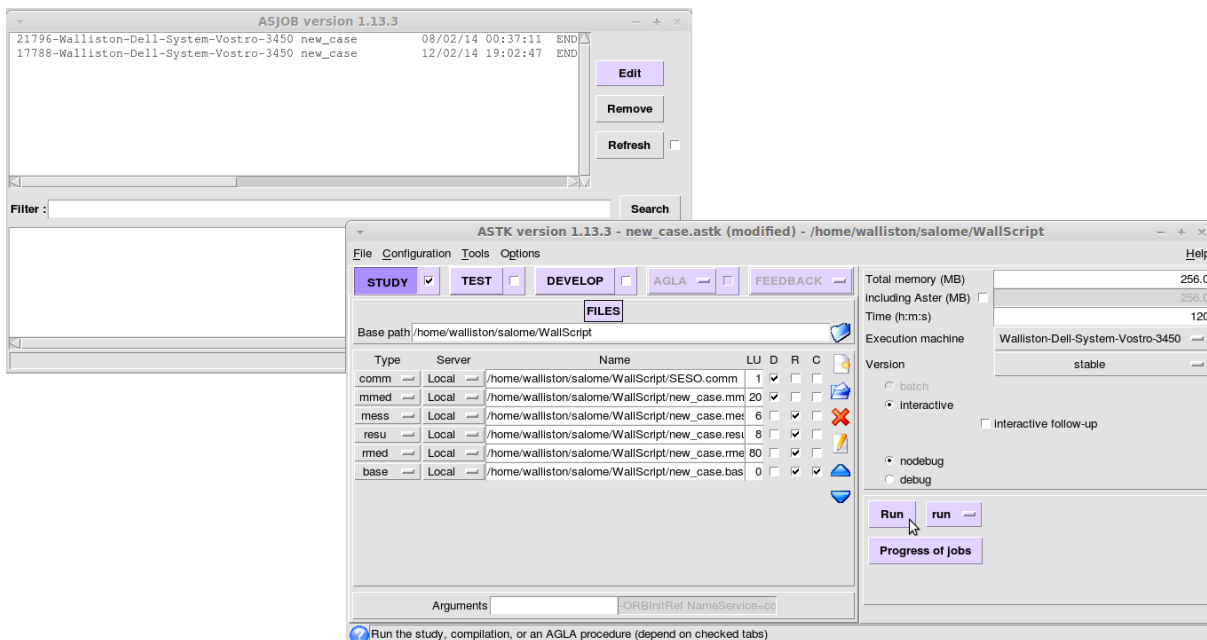 ASJOB version 1.13.3
21796-Walliston-Dell-System-Vostro-3450 new_case 08/02/14 00:37:11 END
17788-Walliston-Dell-System-Vostro-3450 new_case 12/02/14 19:02:47 END
Edit
Remove
Refresh
Filter :
Search
ASTK version 1.13.3 - new_case.astk (modified) - /home/walliston/salome/WallScript
File Configuration Tools Options Help
STUDY TEST DEVELOP AGLA FEEDBACK
FILES
Base path /home/walliston/salome/WallScript
Type Server Name LU D R C
comm Local /home/walliston/salome/WallScript/SESO.comm 1
mmed Local /home/walliston/salome/WallScript/new_case.mm 20
mess Local /home/walliston/salome/WallScript/new_case.mes 6
resu Local /home/walliston/salome/WallScript/new_case.resu 8
rmed Local /home/walliston/salome/WallScript/new_case.rme 80
base Local /home/walliston/salome/WallScript/new_case.bas 0
Arguments -ORBInitRef NameService=co
Total memory (MB) 256.0
including Aster (MB) 256.0
Time (h:m:s) 120
Execution machine Walliston-Dell-System-Vostro-3450
Version stable
batch
interactive
interactive follow-up
nodebug
debug
Run run
Progress of jobs
Run the study, compilation, or an AGLA procedure (depend on checked tabs)